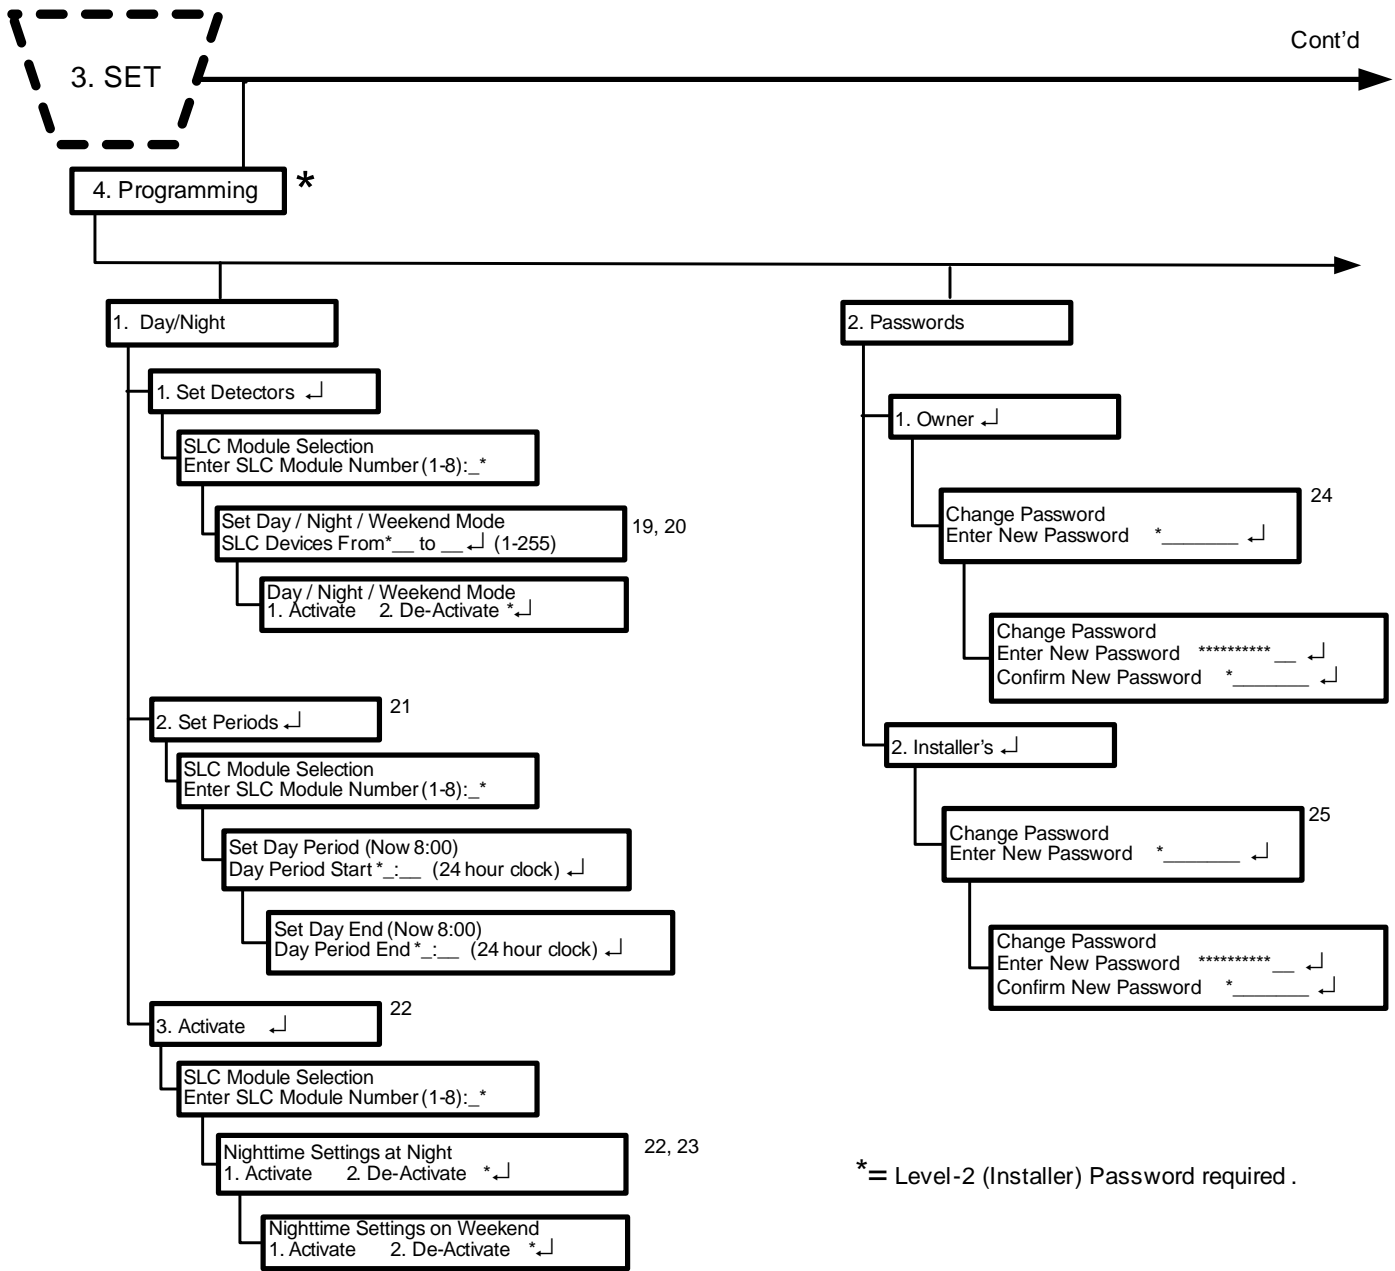 Cont'd
3. SET
4. Programming *
1. Day/Night
1. Set Detectors ↵
SLC Module Selection
Enter SLC Module Number (1-8):_*
Set Day / Night / Weekend Mode
SLC Devices From*__ to __ ↵ (1-255)
19, 20
Day / Night / Weekend Mode
1. Activate 2. De-Activate *↵
2. Set Periods ↵
21
SLC Module Selection
Enter SLC Module Number (1-8):_*
Set Day Period (Now 8:00)
Day Period Start *_:__ (24 hour clock) ↵
Set Day End (Now 8:00)
Day Period End *_:__ (24 hour clock) ↵
3. Activate ↵
22
SLC Module Selection
Enter SLC Module Number (1-8):_*
Nighttime Settings at Night
1. Activate 2. De-Activate *↵
22, 23
Nighttime Settings on Weekend
1. Activate 2. De-Activate *↵
2. Passwords
1. Owner ↵
Change Password
Enter New Password *_______ ↵
24
Change Password
Enter New Password **********__ ↵
Confirm New Password *_______ ↵
2. Installer's ↵
Change Password
Enter New Password *_______ ↵
25
Change Password
Enter New Password **********__ ↵
Confirm New Password *_______ ↵
*= Level-2 (Installer) Password required .